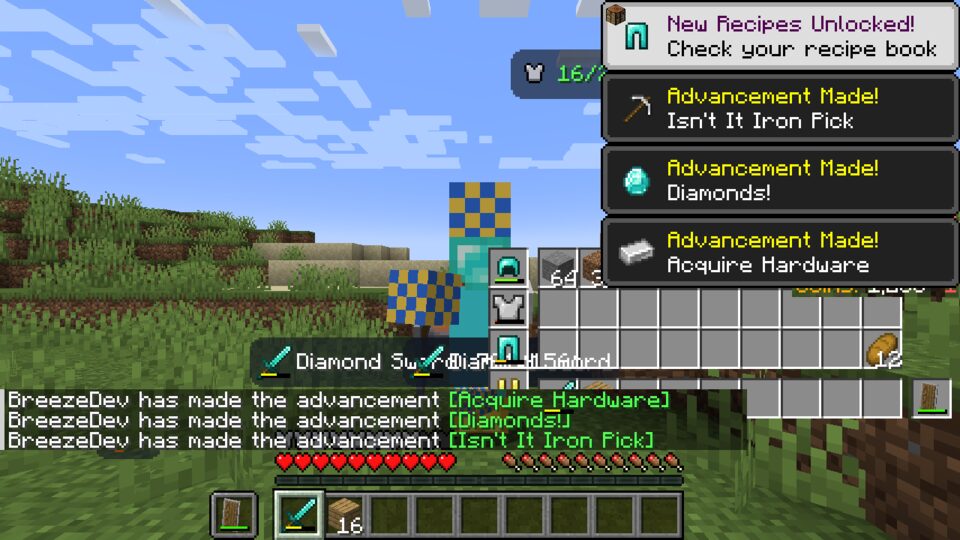 New Recipes Unlocked!
Check your recipe book
16/
Advancement Made!
Isn't It Iron Pick
Advancement Made!
Diamonds!
Advancement Made!
Acquire Hardware
64
12
Diamond
BreezeDev has made the advancement [Acquire Hardware]
BreezeDev has made the advancement [Diamonds!]
BreezeDev has made the advancement [Isn't It Iron Pick]
16